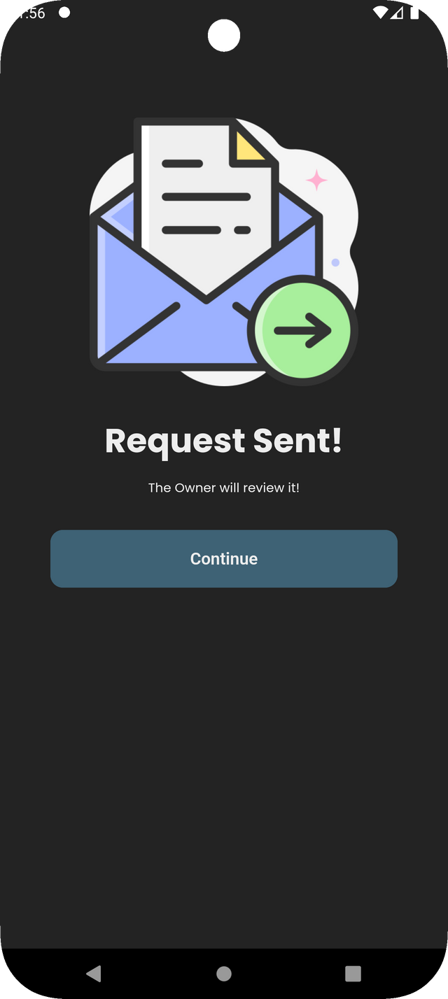 Request Sent!
The Owner will review it!
Continue